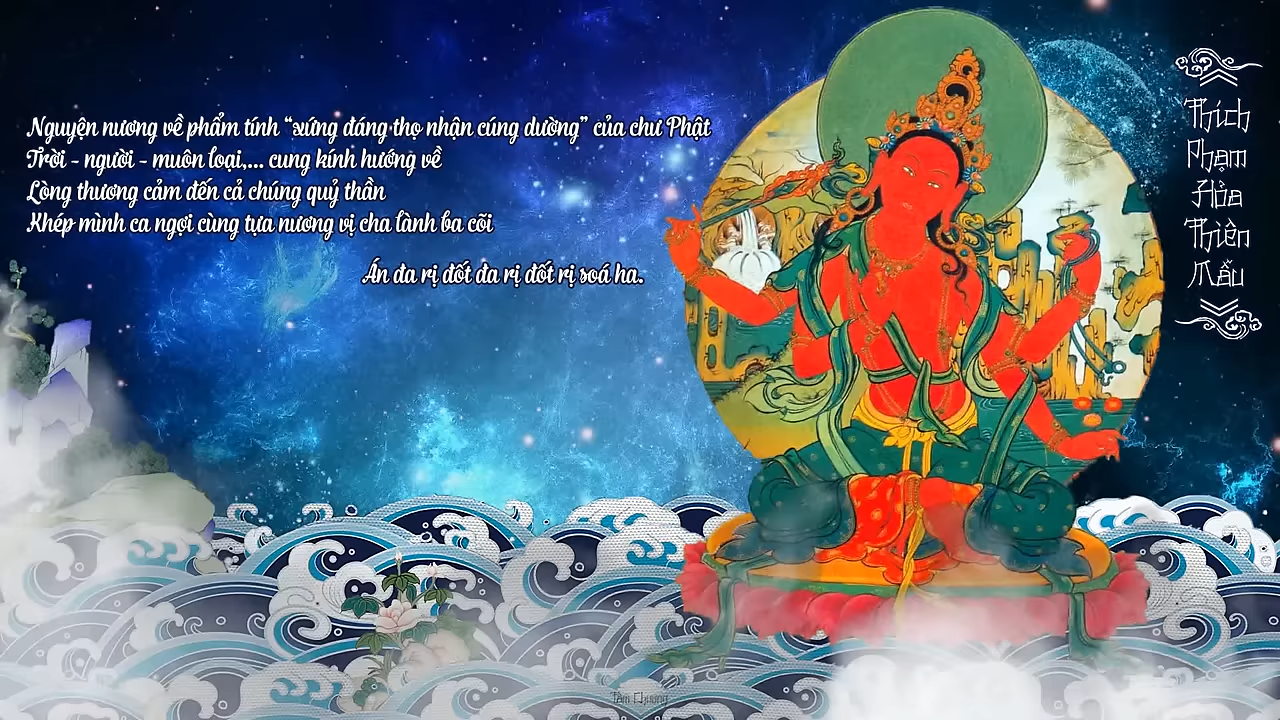 Nguyện nương về phẩm tính “xứng đáng thọ nhận cúng dường” của chư Phật
Trời - người - muôn loại,... cung kính hướng về
Lòng thương cảm đến cả chúng quỷ thần
Khép mình ca ngợi cùng tựa nương vị cha lành ba cõi
Án đa rị đốt đa rị đốt rị soá ha.
Thích
Phạm
Hỏa
Thiên
Mẫu